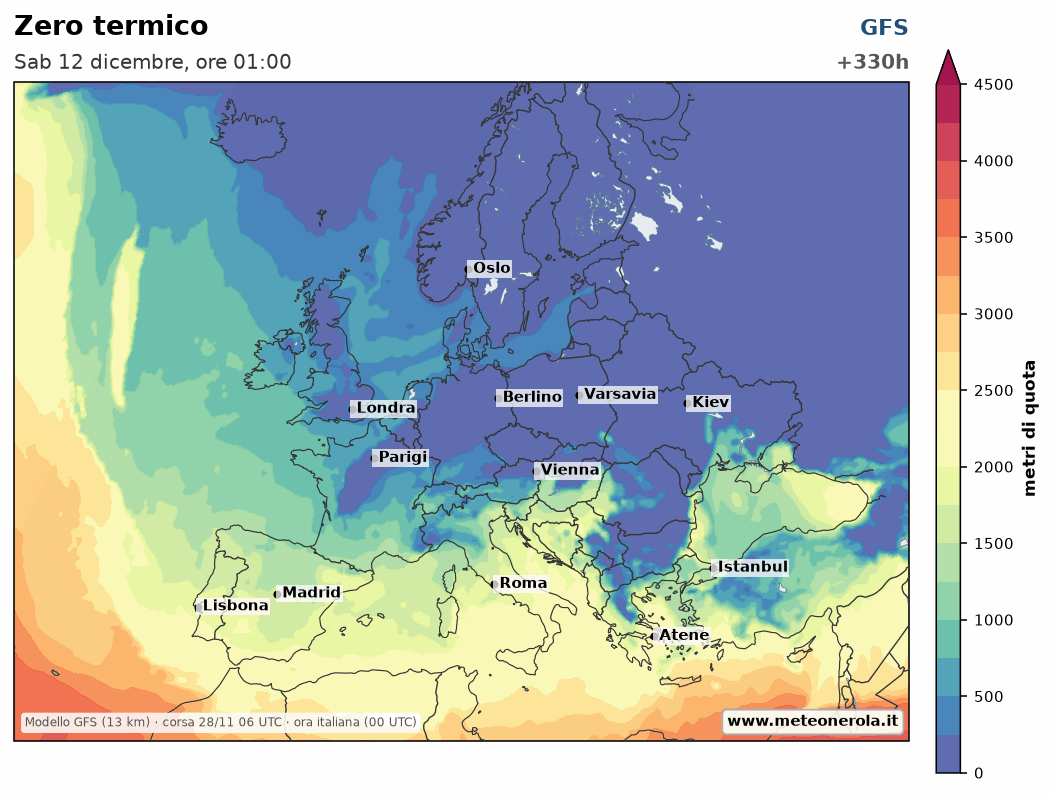 Zero termico
GFS
Sab 12 dicembre, ore 01:00
+330h
4500
4000
3500
3000
2500
2000
1500
1000
500
0
metri di quota
Oslo
Berlino
Varsavia
Kiev
Londra
Parigi
Vienna
Istanbul
Roma
Madrid
Lisbona
Atene
Modello GFS (13 km) · corsa 28/11 06 UTC · ora italiana (00 UTC)
www.meteonerola.it